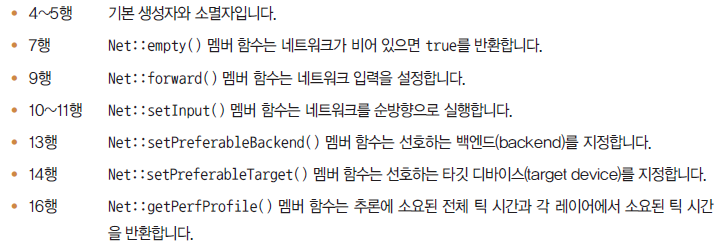 • 4~5행 기본 생성자와 소멸자입니다.
• 7행 Net::empty() 멤버 함수는 네트워크가 비어 있으면 true를 반환합니다.
• 9행 Net::forward() 멤버 함수는 네트워크 입력을 설정합니다.
• 10~11행 Net::setInput() 멤버 함수는 네트워크를 순방향으로 실행합니다.
• 13행 Net::setPreferableBackend() 멤버 함수는 선호하는 백엔드(backend)를 지정합니다.
• 14행 Net::setPreferableTarget() 멤버 함수는 선호하는 타깃 디바이스(target device)를 지정합니다.
• 16행 Net::getPerfProfile() 멤버 함수는 추론에 소요된 전체 틱 시간과 각 레이어에서 소요된 틱 시간
을 반환합니다.